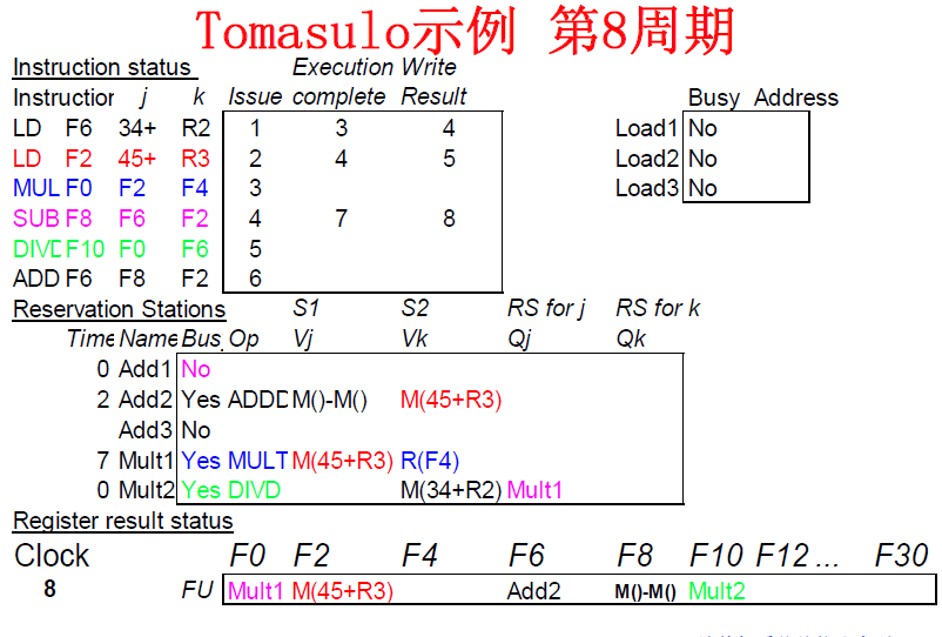 Tomasulo示例 第8周期
Instruction status Execution Write
Instruction j k Issue complete Result Busy Address
LD F6 34+ R2 1 3 4 Load1 No
LD F2 45+ R3 2 4 5 Load2 No
MUL F0 F2 F4 3 Load3 No
SUB F8 F6 F2 4 7 8
DIVD F10 F0 F6 5
ADD F6 F8 F2 6
Reservation Stations S1 S2 RS for j RS for k
Time Name Bus Op Vj Vk Qj Qk
0 Add1 No
2 Add2 Yes ADDD M()-M() M(45+R3)
Add3 No
7 Mult1 Yes MULT M(45+R3) R(F4)
0 Mult2 Yes DIVD M(34+R2) Mult1
Register result status
Clock F0 F2 F4 F6 F8 F10 F12 ... F30
8 FU Mult1 M(45+R3) Add2 M()-M() Mult2